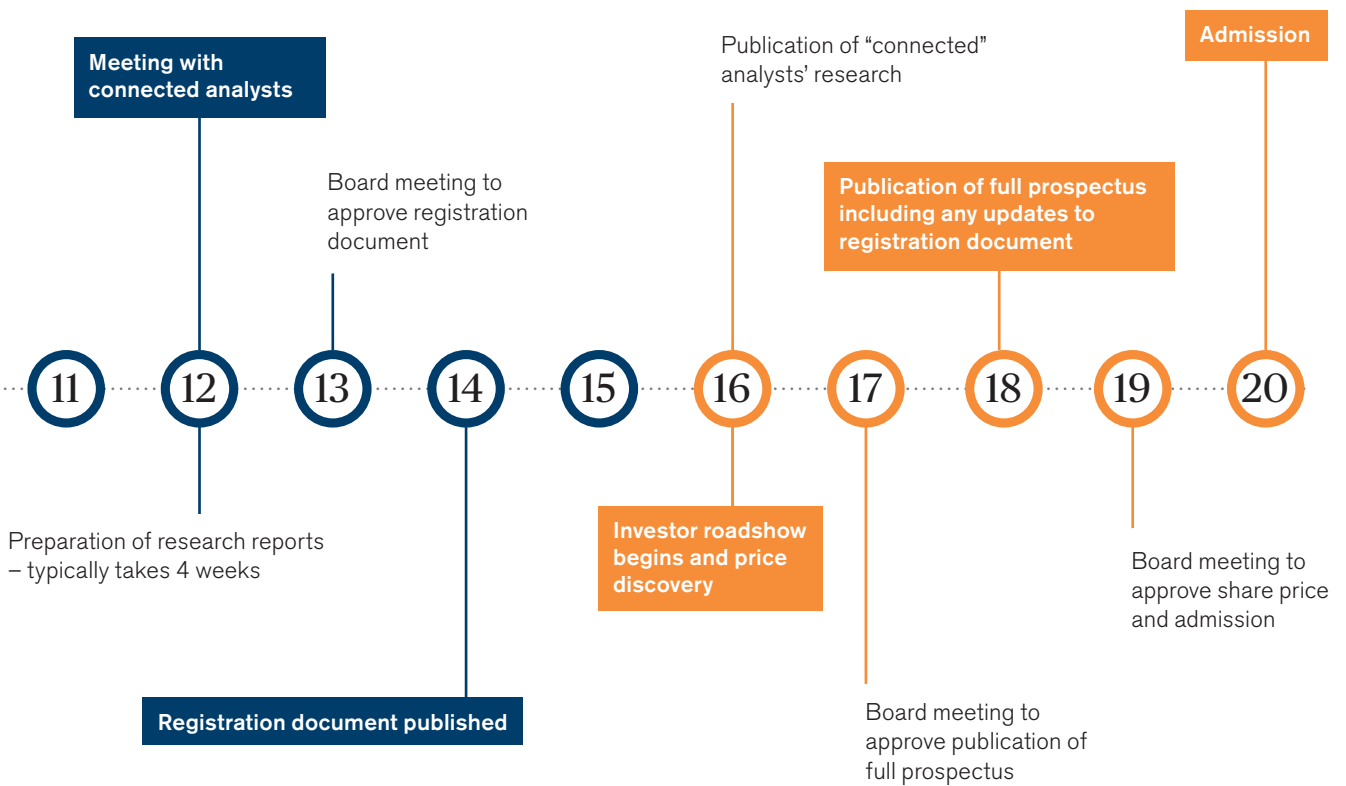 Meeting with
connected analysts
Board meeting to
approve registration
document
Publication of “connected”
analysts’ research
Publication of full prospectus
including any updates to
registration document
Admission
11
12
13
14
15
16
17
18
19
20
Preparation of research reports
– typically takes 4 weeks
Registration document published
Investor roadshow
begins and price
discovery
Board meeting to
approve publication of
full prospectus
Board meeting to
approve share price
and admission